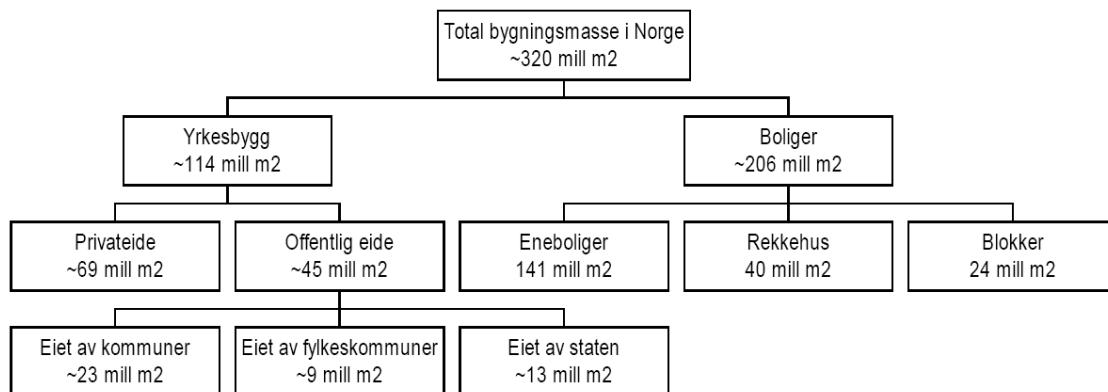 Total bygningsmasse i Norge
~320 mill m2
Yrkesbygg
~114 mill m2
Boliger
~206 mill m2
Privateide
~69 mill m2
Offentlig eide
~45 mill m2
Eneboliger
141 mill m2
Rekkehus
40 mill m2
Blokker
24 mill m2
Eiet av kommuner
~23 mill m2
Eiet av fylkeskommuner
~9 mill m2
Eiet av staten
~13 mill m2